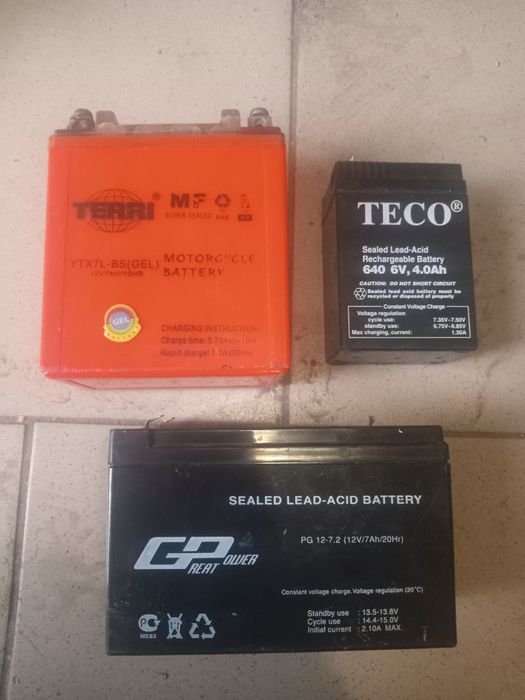 TERRI ®
MF
SUPER SEALED
YTX7L-BS(GEL)
12V7AH/10HR
MOTORCYCLE
BATTERY
GEL
CHARGING INSTRUCTION
Charge time:
Rapid charge:
TECO®
Sealed Lead-Acid
Rechargeable Battery
640 6V, 4.0Ah
CAUTION: DO NOT SHORT CIRCUIT
Sealed lead acid battery must be
recycled or disposed of properly
Constant Voltage Charge
Voltage regulation
cycle use: 7.35V-7.50V
standby use: 6.75V-6.85V
Max charging, current: 1.30A
SEALED LEAD-ACID BATTERY
PG 12-7.2 (12V/7Ah/20Hr)
GREAT POWER
Constant voltage charge. Voltage regulation (20°C)
Standby use : 13.5-13.8V
Cycle use : 14.4-15.0V
Initial current : 2.10A MAX.
ME83